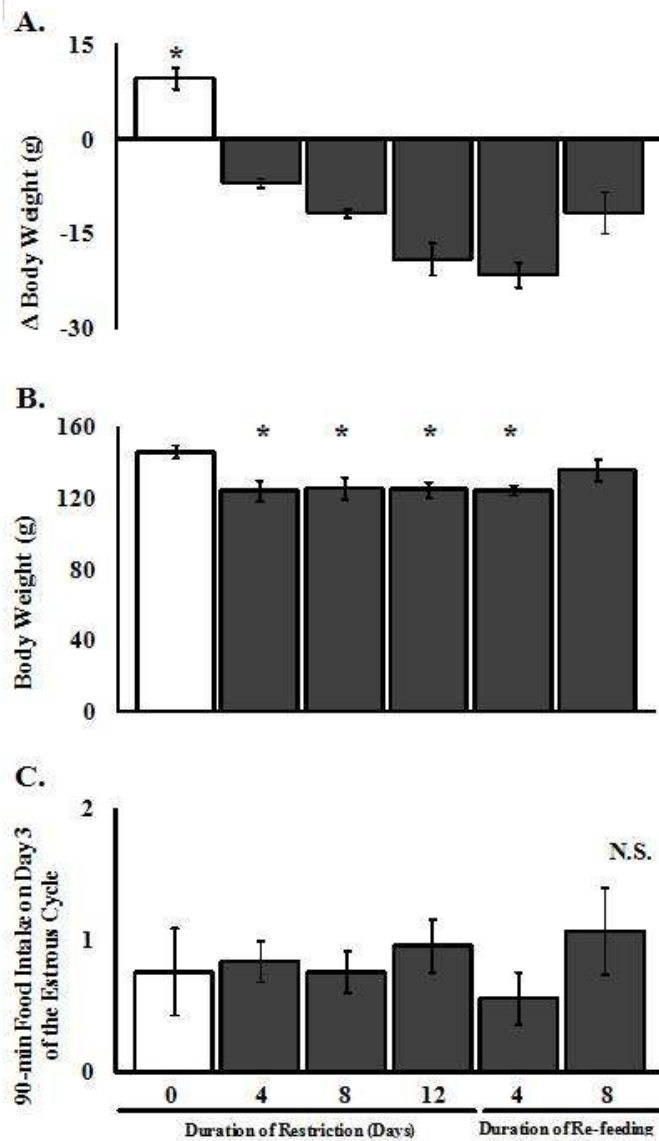 A.
15
*
0
-15
-30
Δ Body Weight (g)
B.
160
* * * *
120
80
40
0
Body Weight (g)
C.
2
N.S.
1
0
90-min Food Intake on Day 3
of the Estrous Cycle
0 4 8 12 4 8
Duration of Restriction (Days) Duration of Re-feeding